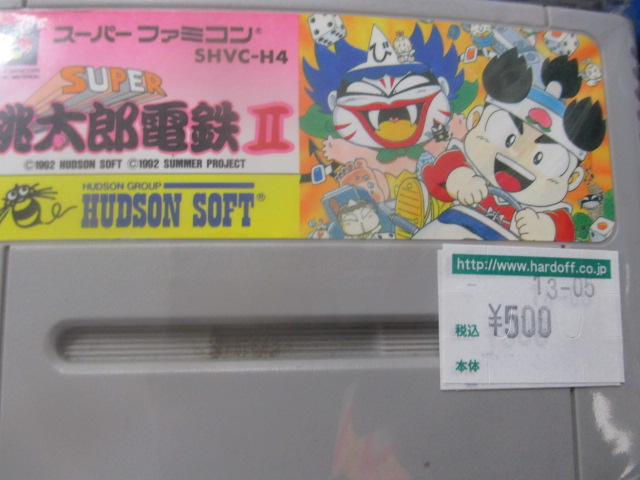 スーパーファミコン®
SHVC-H4
SUPER
桃太郎電鉄II
©1992 HUDSON SOFT ©1992 SUMMER PROJECT
HUDSON GROUP
HUDSON SOFT®
び
http://www.hardoff.co.jp
13-05
税込 ¥500
本体